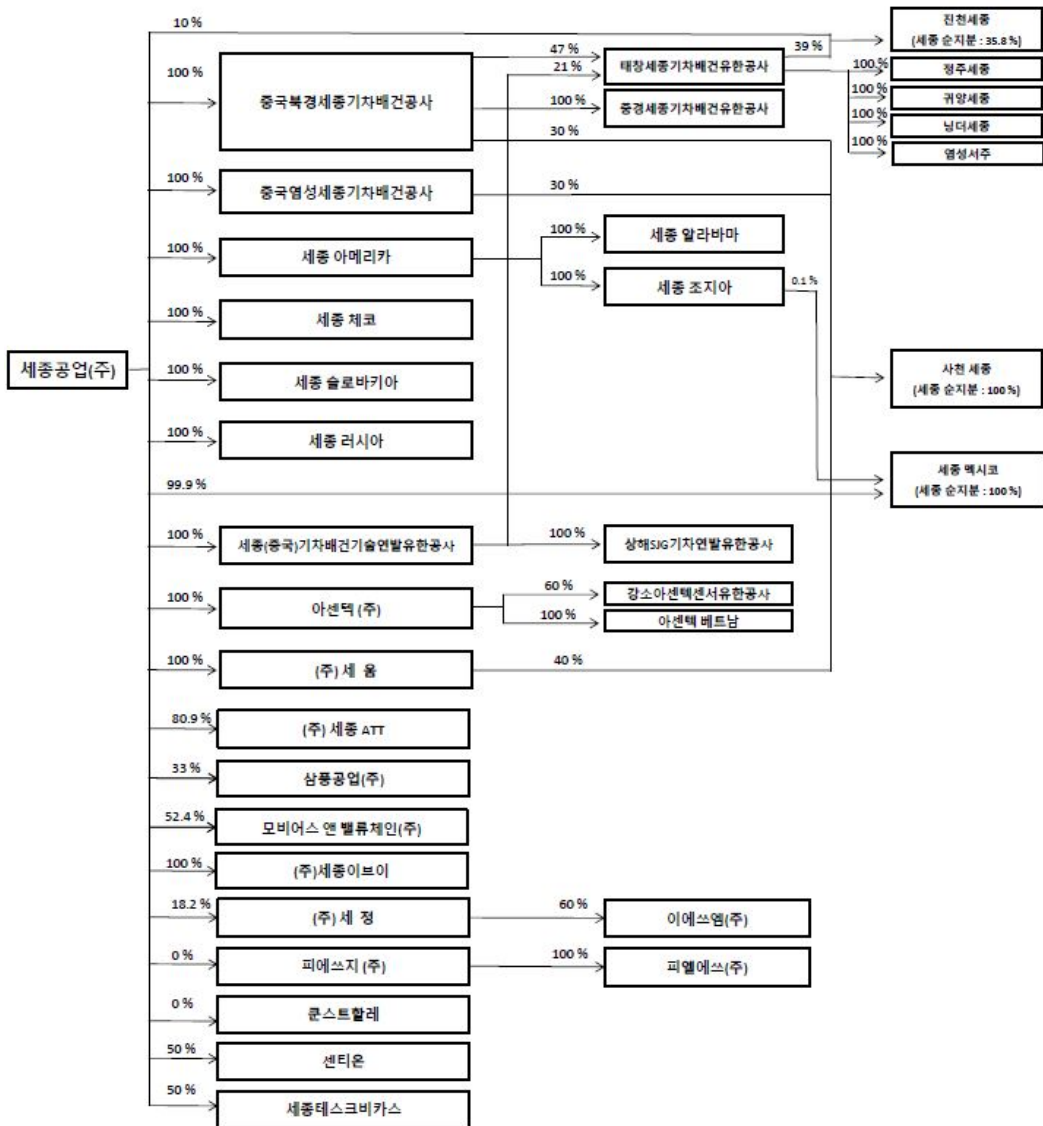 10 %
진천세종
(세종 순지분 : 35.8 %)
47 %
39 %
100 %
태창세종기차배건유한공사
21 %
100 %
정주세종
중국북경세종기차배건공사
100 %
귀양세종
100 %
중경세종기차배건유한공사
100 %
닝더세종
30 %
100 %
염성서주
100 %
중국염성세종기차배건공사
30 %
100 %
세종 알라바마
100 %
세종 아메리카
100 %
세종 조지아
0.1 %
100 %
세종 체코
세종공업(주)
100 %
세종 슬로바키아
사천 세종
(세종 순지분 : 100 %)
100 %
세종 러시아
99.9 %
세종 멕시코
(세종 순지분 : 100 %)
100 %
세종(중국)기차배건기술연발유한공사
100 %
상해SJG기차연발유한공사
100 %
아센텍 (주)
60 %
강소아센텍센서유한공사
100 %
아센텍 베트남
100 %
(주) 세 움
40 %
80.9 %
(주) 세종 ATT
33 %
삼풍공업(주)
52.4 %
모비어스 앤 밸류체인(주)
100 %
(주)세종이브이
18.2 %
(주) 세 정
60 %
이에쓰엠(주)
0 %
피에쓰지 (주)
100 %
피엘에쓰(주)
0 %
쿤스트할레
50 %
센티온
50 %
세종테스크비카스